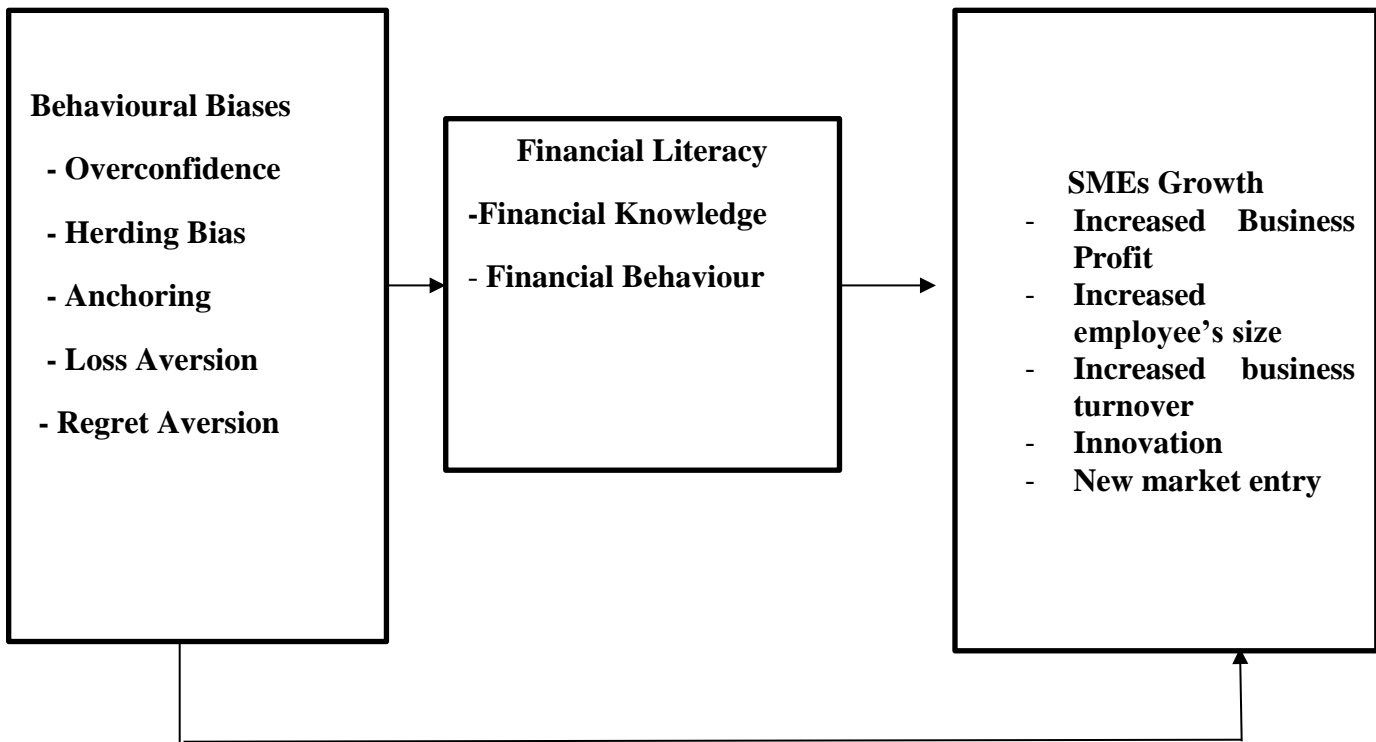 Behavioural Biases
- Overconfidence
- Herding Bias
- Anchoring
- Loss Aversion
- Regret Aversion
Financial Literacy
-Financial Knowledge
- Financial Behaviour
SMEs Growth
- Increased Business
Profit
- Increased
employee’s size
- Increased business
turnover
- Innovation
- New market entry